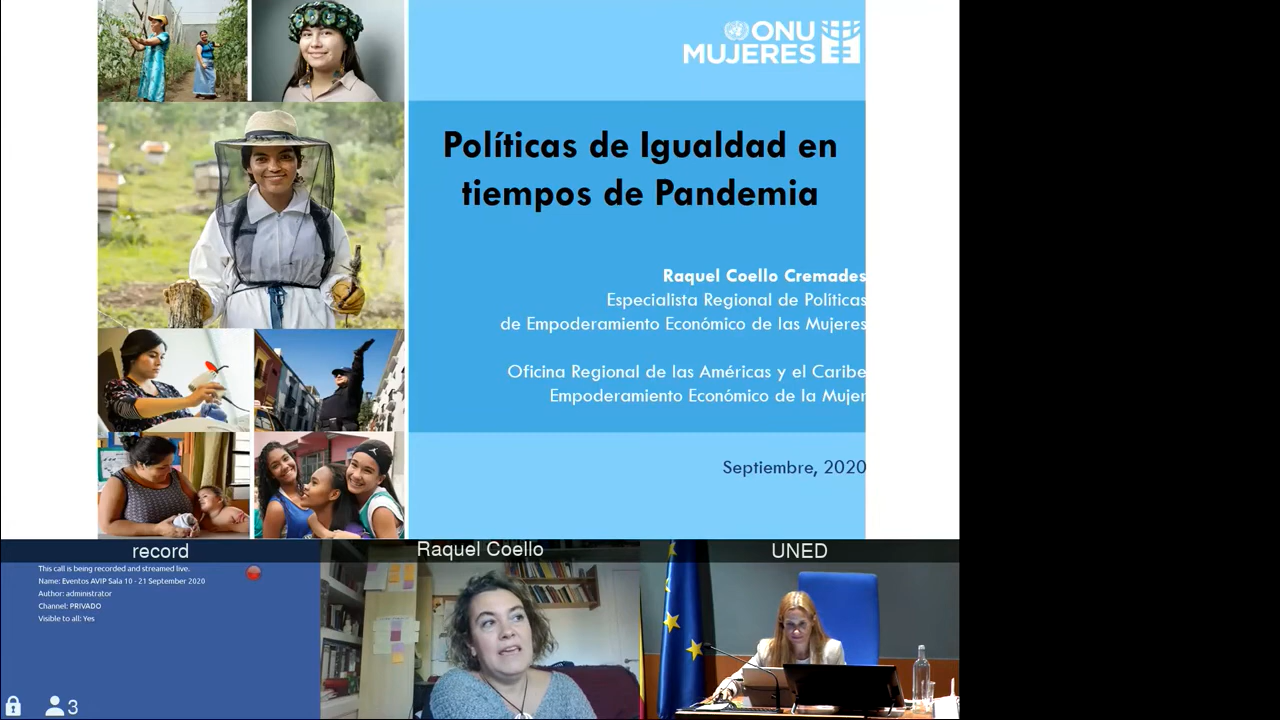 ONU
MUJERES
Políticas de Igualdad en
tiempos de Pandemia
Raquel Coello Cremades
Especialista Regional de Políticas
de Empoderamiento Económico de las Mujeres
Oficina Regional de las Américas y el Caribe
Empoderamiento Económico de la Mujer
Septiembre, 2020
record
This call is being recorded and streamed live.
Name: Eventos AVIP Sala 10 - 21 September 2020
Author: administrator
Channel: PRIVADO
Visible to all: Yes
3
Raquel Coello
UNED